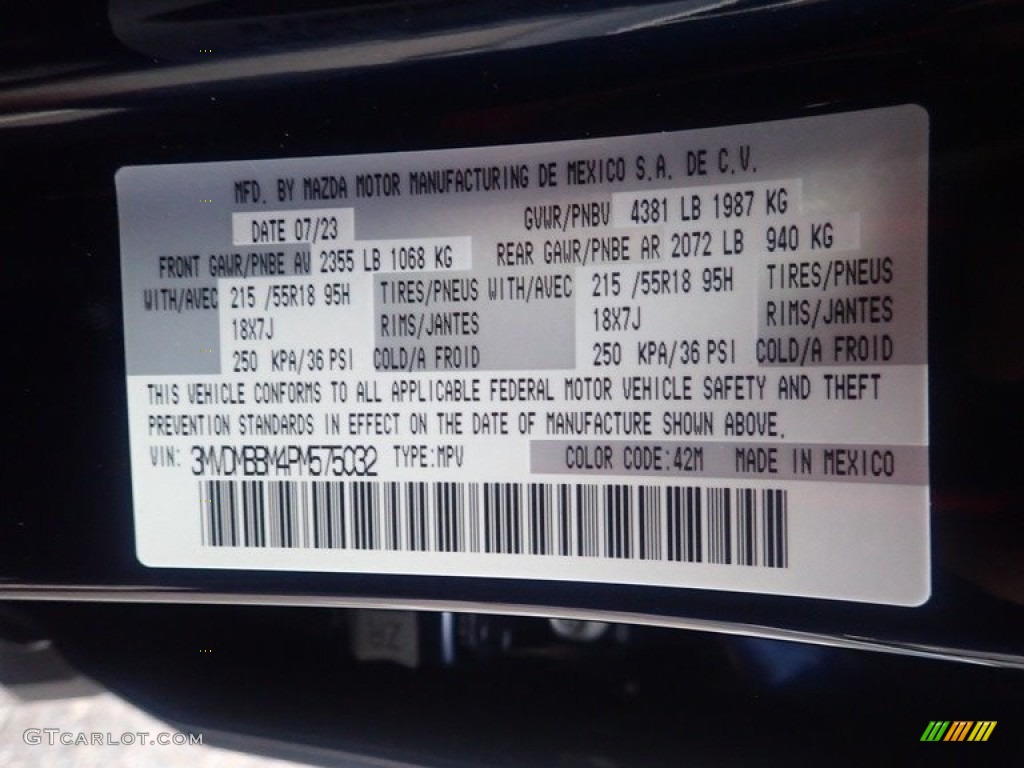 MFD. BY MAZDA MOTOR MANUFACTURING DE MEXICO S.A. DE C.V.
DATE 07/23 GVWR/PNBV 4381 LB 1987 KG
FRONT GAWR/PNBE AV 2355 LB 1068 KG REAR GAWR/PNBE AR 2072 LB 940 KG
WITH/AVEC 215 /55R18 95H TIRES/PNEUS WITH/AVEC 215 /55R18 95H TIRES/PNEUS
18X7J RIMS/JANTES 18X7J RIMS/JANTES
250 KPA/36 PSI COLD/A FROID 250 KPA/36 PSI COLD/A FROID
THIS VEHICLE CONFORMS TO ALL APPLICABLE FEDERAL MOTOR VEHICLE SAFETY AND THEFT
PREVENTION STANDARDS IN EFFECT ON THE DATE OF MANUFACTURE SHOWN ABOVE.
VIN: 3MVDMBBM4PM575032 TYPE:MPV COLOR CODE:42M MADE IN MEXICO
GTCARLOT.COM